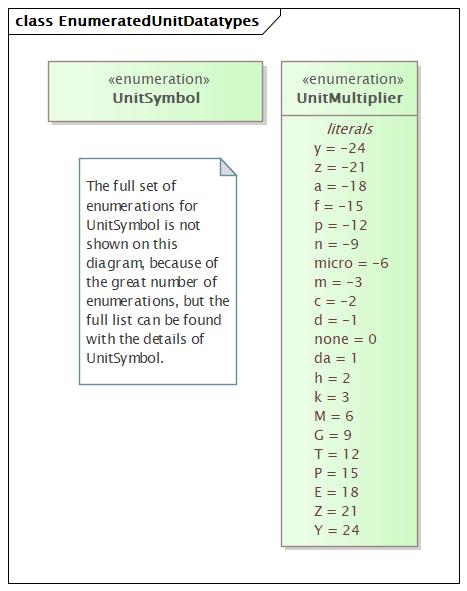 class EnumeratedUnitDatatypes
«enumeration»
UnitSymbol
The full set of
enumerations for
UnitSymbol is not
shown on this
diagram, because of
the great number of
enumerations, but the
full list can be found
with the details of
UnitSymbol.
«enumeration»
UnitMultiplier
literals
y = -24
z = -21
a = -18
f = -15
p = -12
n = -9
micro = -6
m = -3
c = -2
d = -1
none = 0
da = 1
h = 2
k = 3
M = 6
G = 9
T = 12
P = 15
E = 18
Z = 21
Y = 24